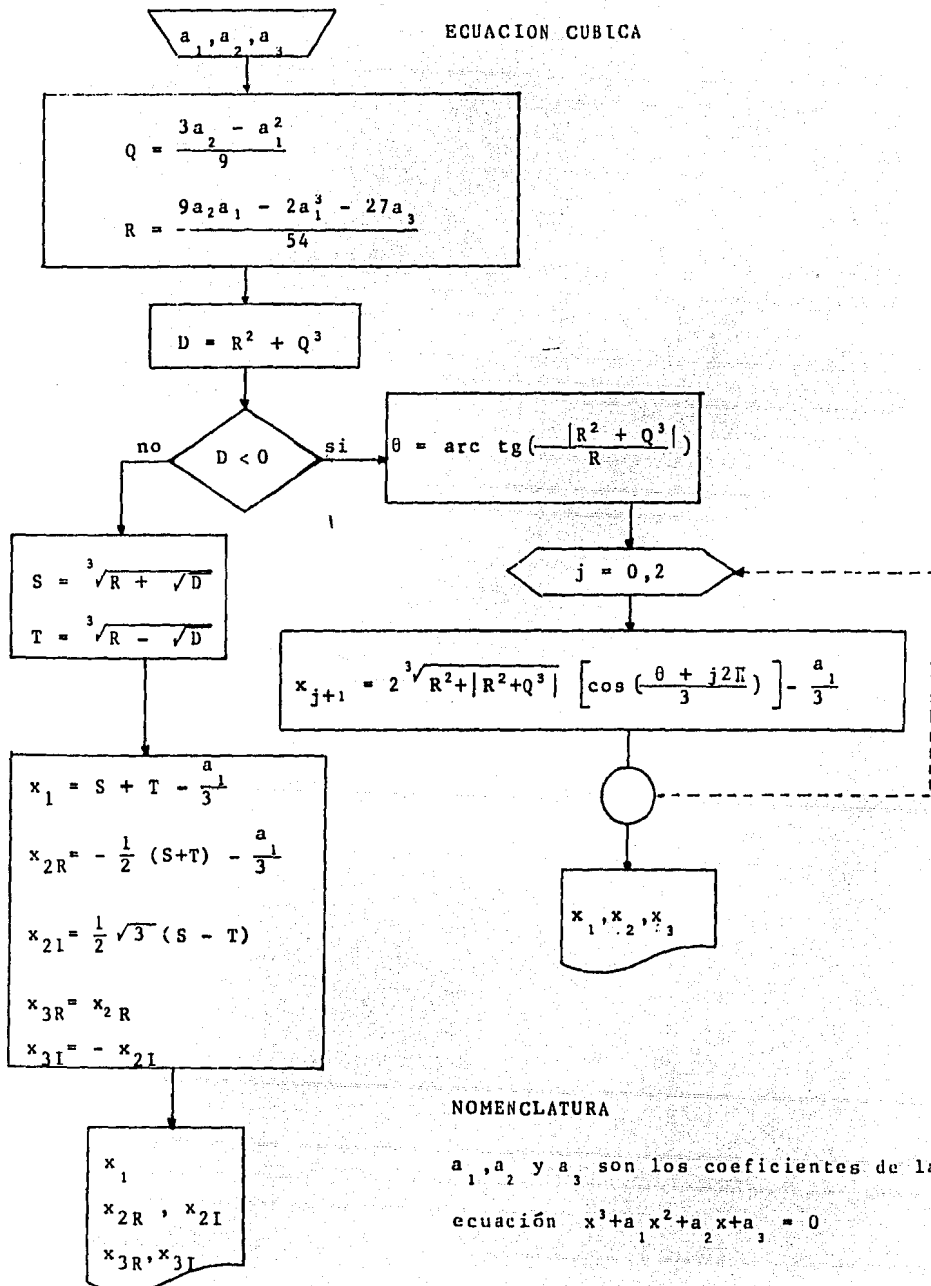 ECUACION CUBICA
a₁,a₂,a₃
Q = (3a₂ - a₁²)/9
R = (9a₂a₁ - 2a₁³ - 27a₃)/54
D = R² + Q³
no
D < 0
si
θ = arc tg(|R² + Q³|/R)
S = ³√(R + √D)
T = ³√(R - √D)
j = 0,2
x_{j+1} = 2 ³√(R²+|R²+Q³|) [cos(θ + j2Π/3)] - a₁/3
x₁ = S + T - a₁/3
x₂R = - 1/2 (S+T) - a₁/3
x₂I = 1/2 √3 (S - T)
x₃R = x₂R
x₃I = - x₂I
x₁,x₂,x₃
x₁
x₂R , x₂I
x₃R,x₃I
NOMENCLATURA
a₁,a₂ y a₃ son los coeficientes de la
ecuación x³+a₁x²+a₂x+a₃ = 0